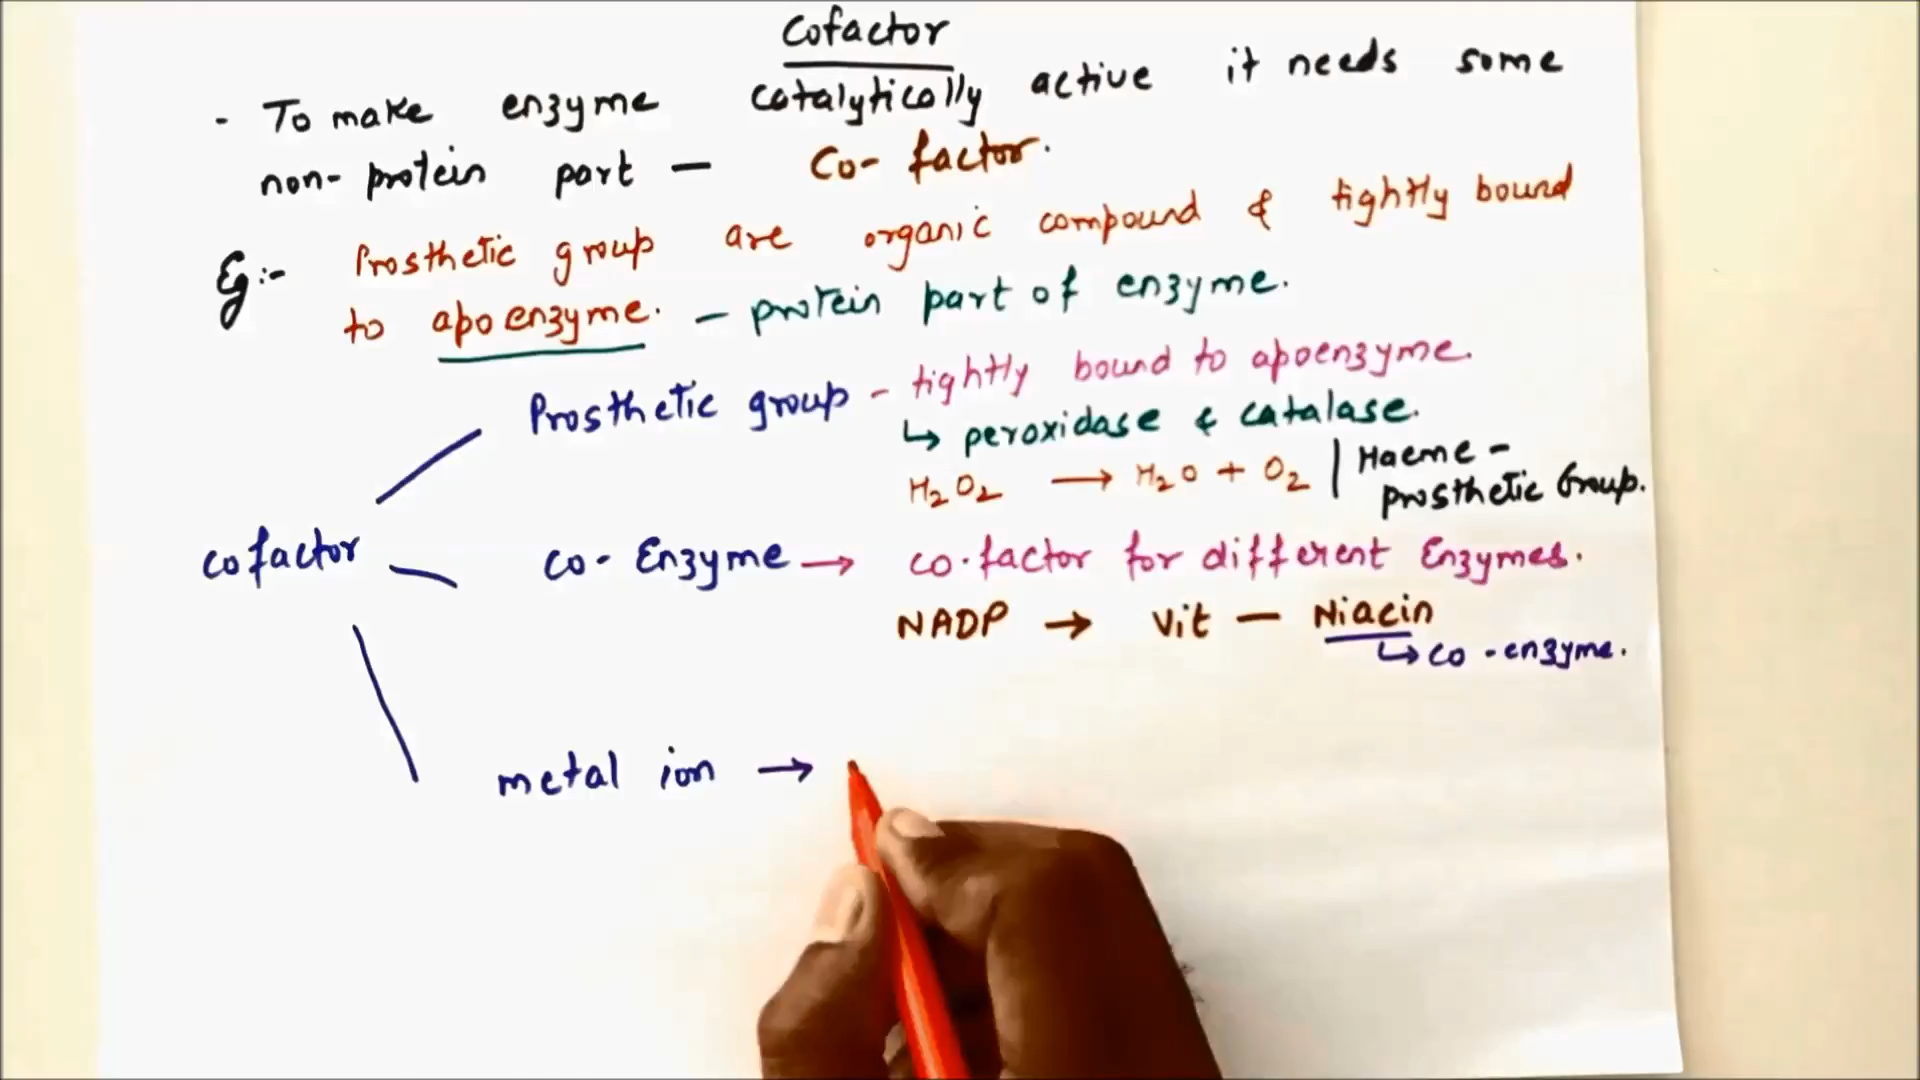 Cofactor
- To make enzyme catalytically active it needs some
non-protein part - Co-factor.
Eg:- Prosthetic group are organic compound & tightly bound
to apoenzyme. - protein part of enzyme.
Prosthetic group - tightly bound to apoenzyme.
↳ peroxidase & catalase.
H2O2 → H2O + O2 | Haeme -
prosthetic Group.
cofactor
co-Enzyme → co.factor for different Enzymes.
NADP → Vit - Niacin
↳ co-enzyme.
metal ion →